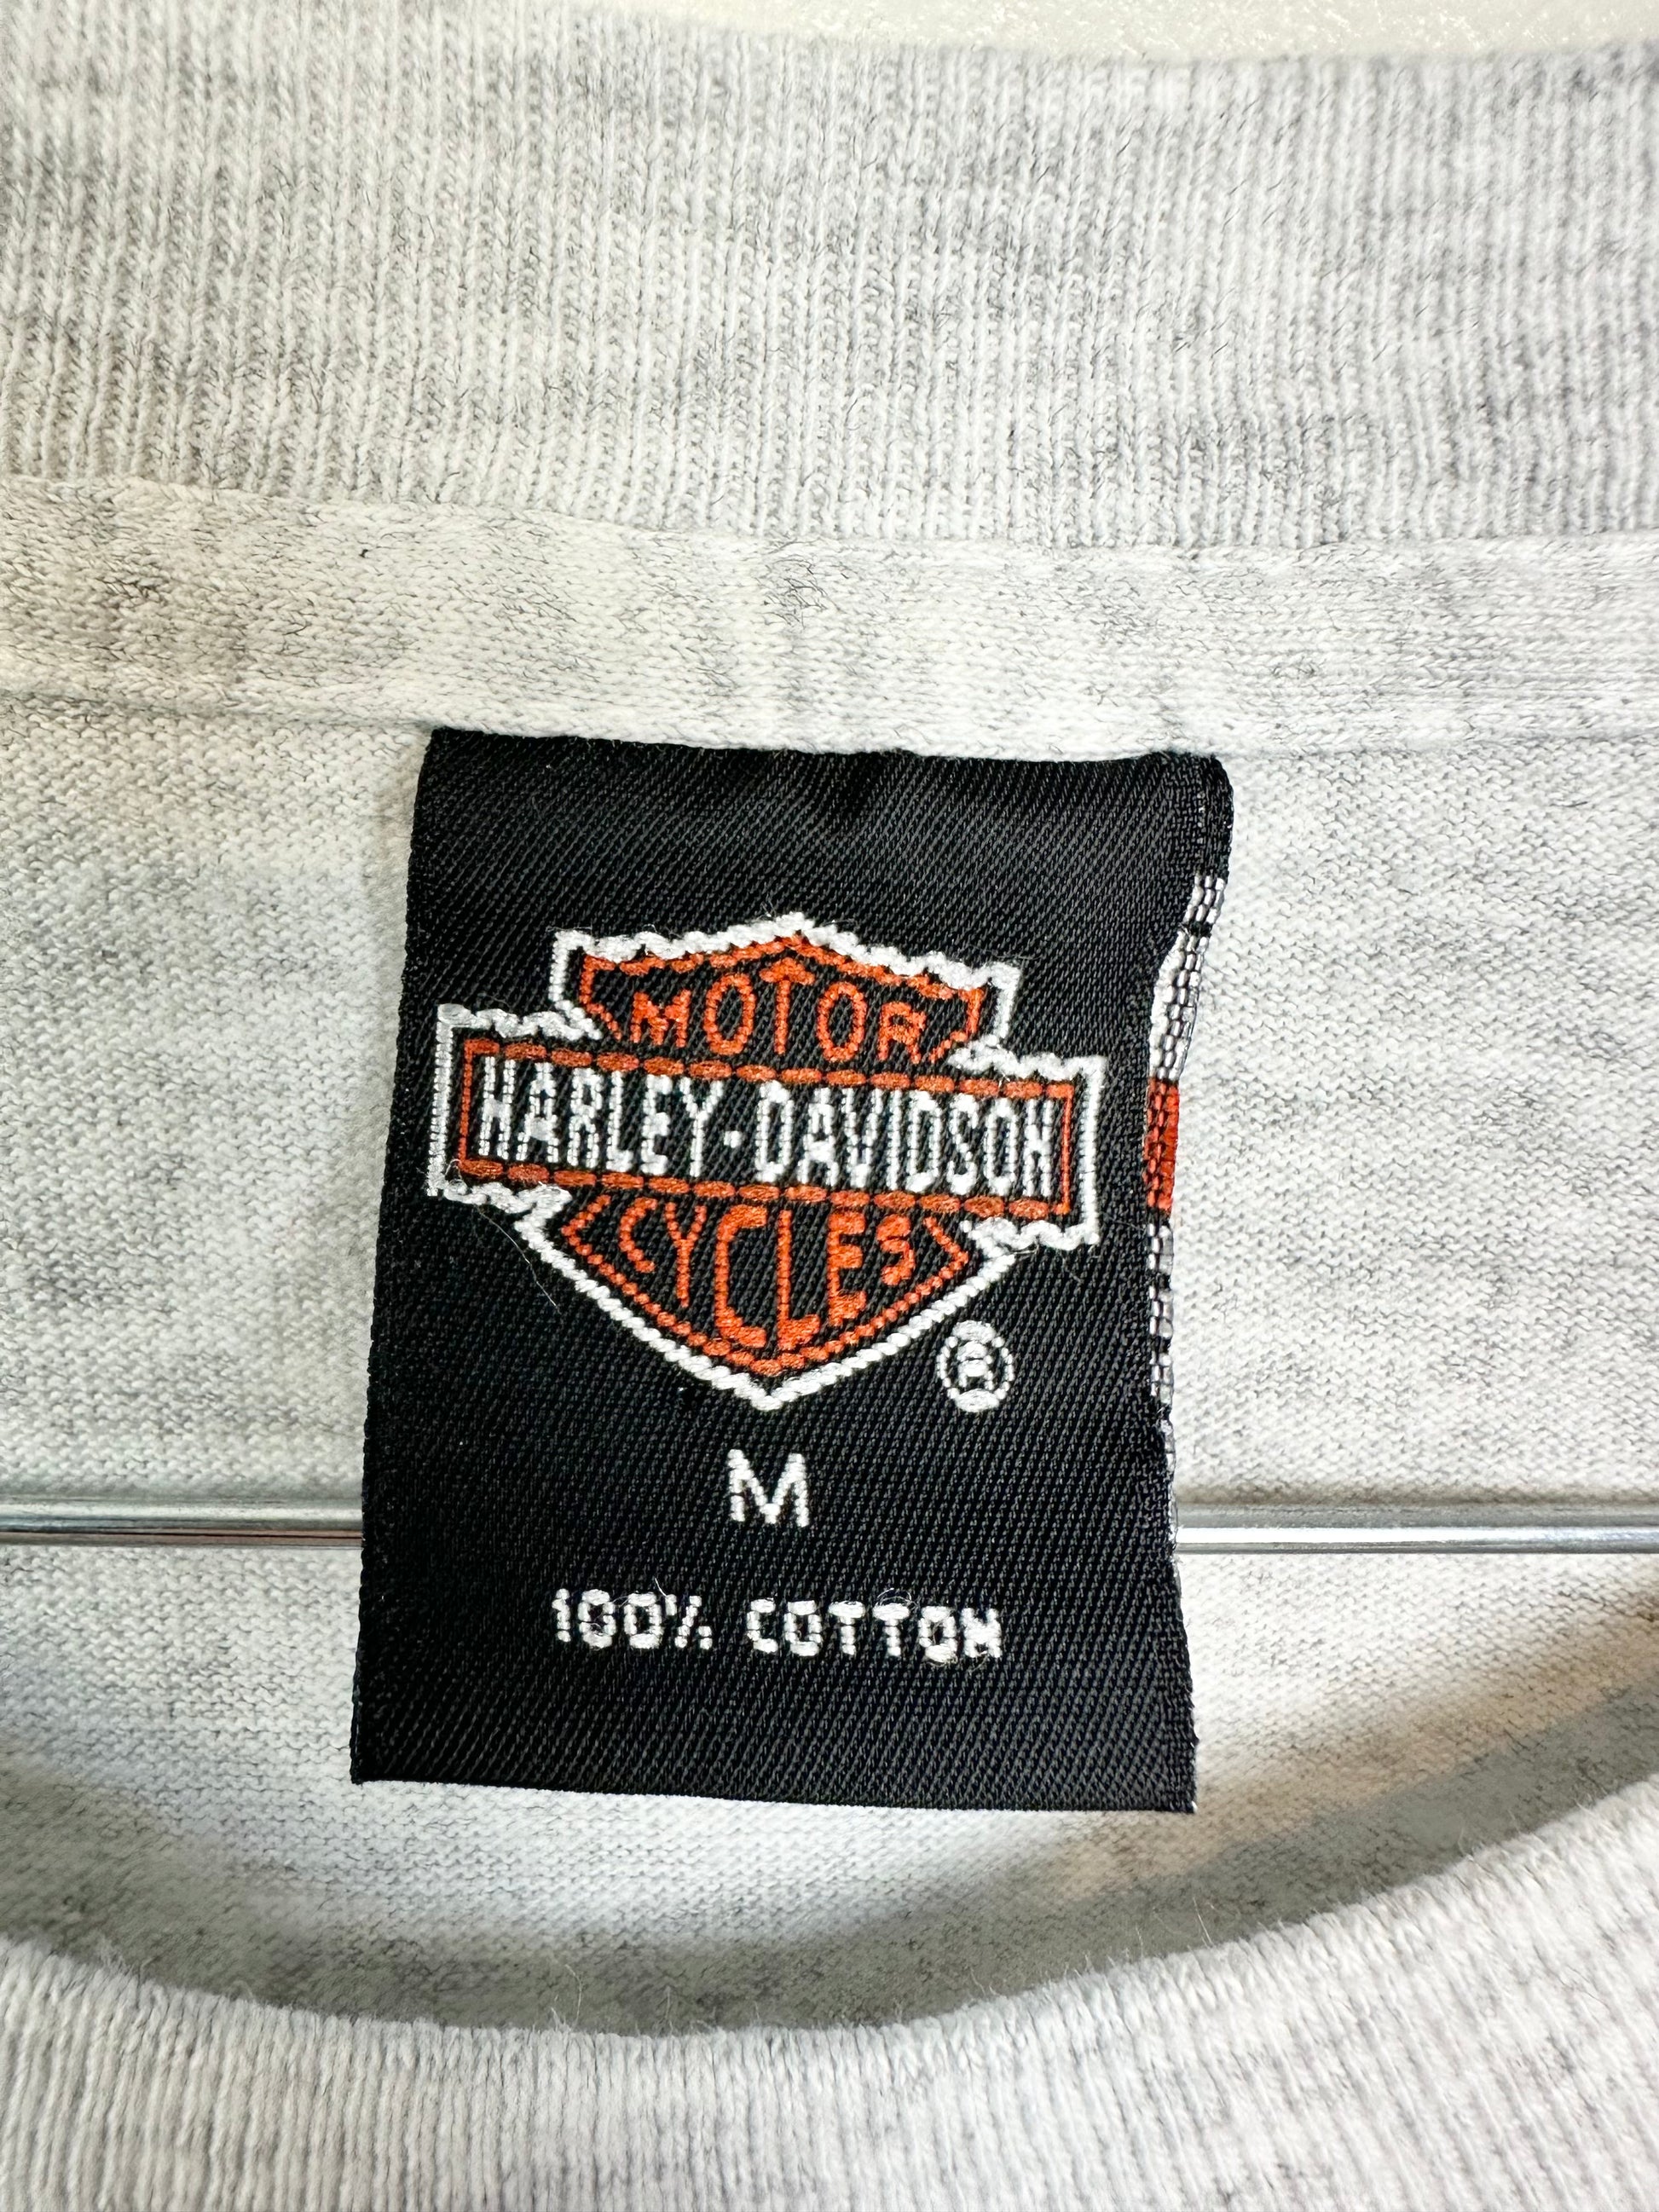 MOTOR
HARLEY-DAVIDSON
CYCLES
®
M
100% COTTON